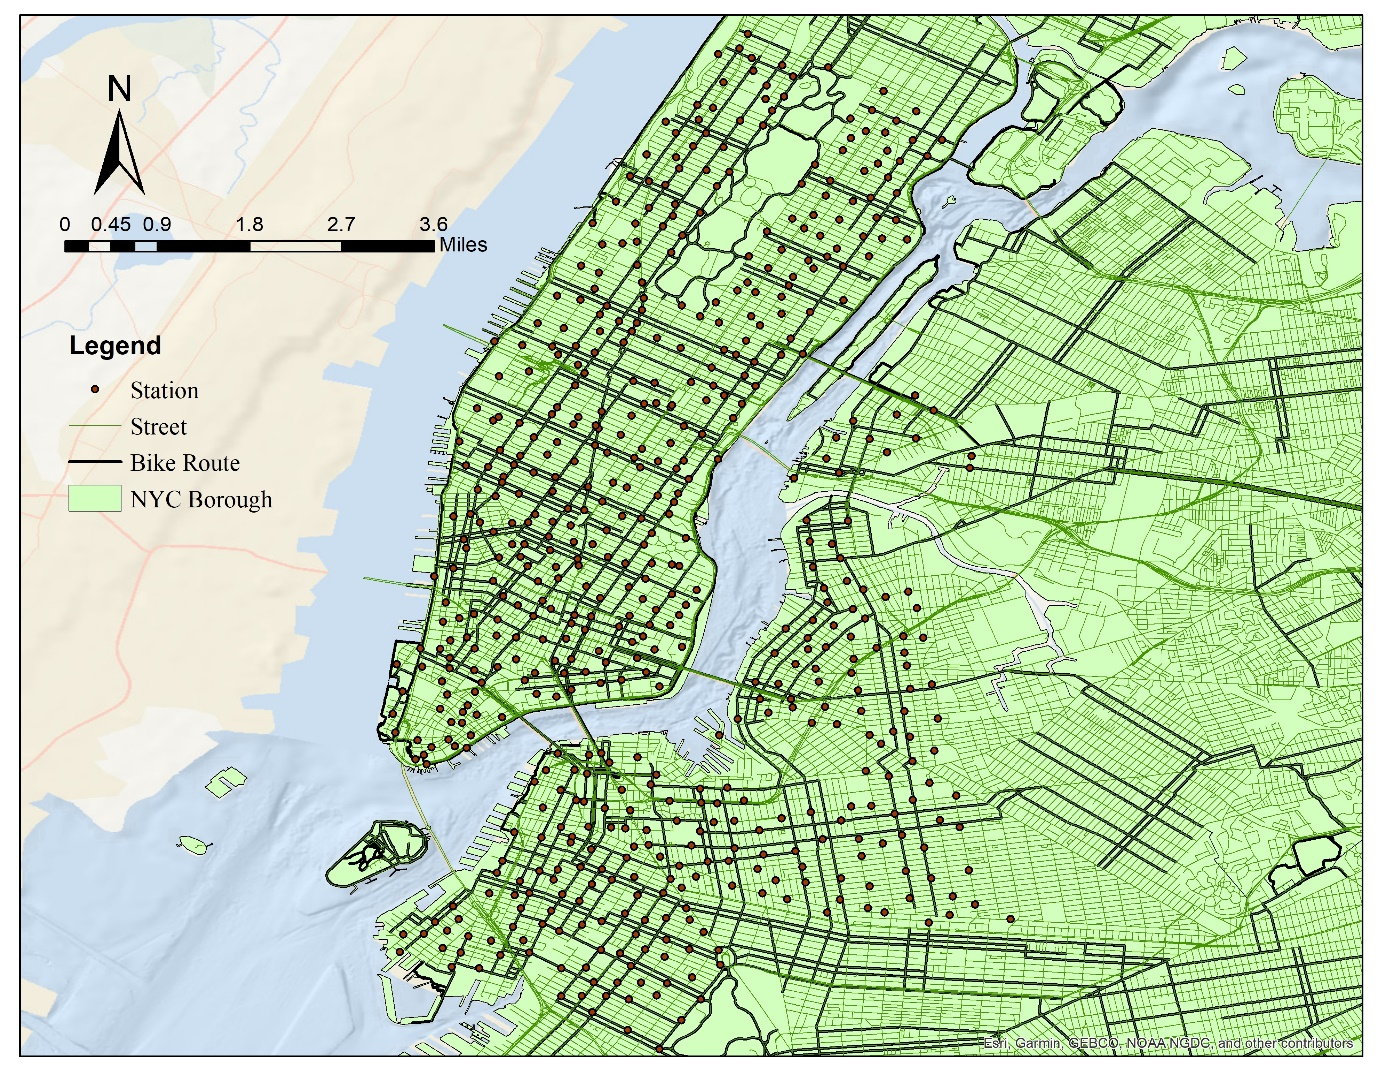 N
0 0.45 0.9 1.8 2.7 3.6
Miles
Legend
Station
Street
Bike Route
NYC Borough
Esri, Garmin, GEBCO, NOAA NGDC, and other contributors